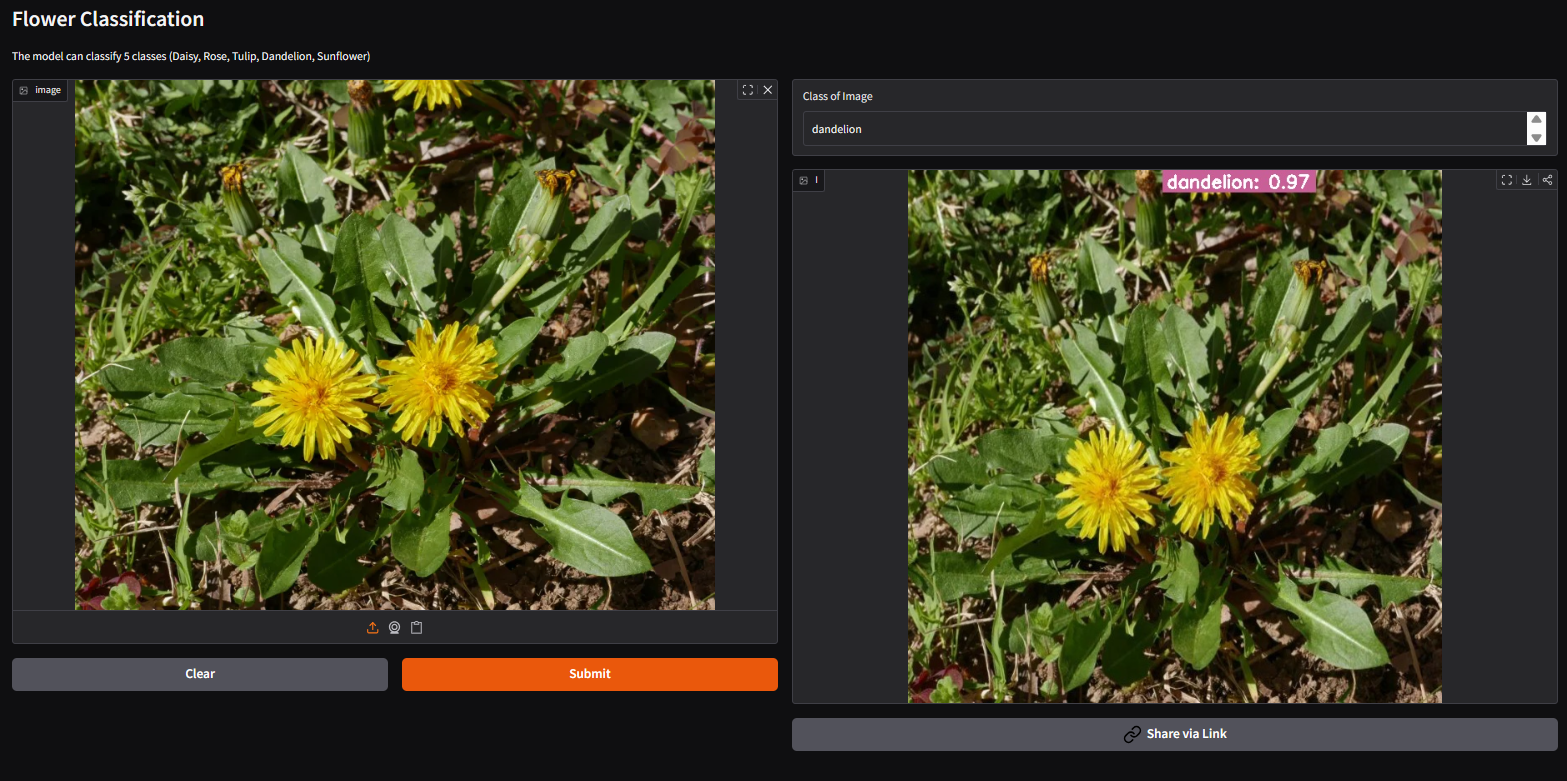 Flower Classification
The model can classify 5 classes (Daisy, Rose, Tulip, Dandelion, Sunflower)
image
Clear
Submit
Class of Image
dandelion
I
dandelion: 0.97
Share via Link